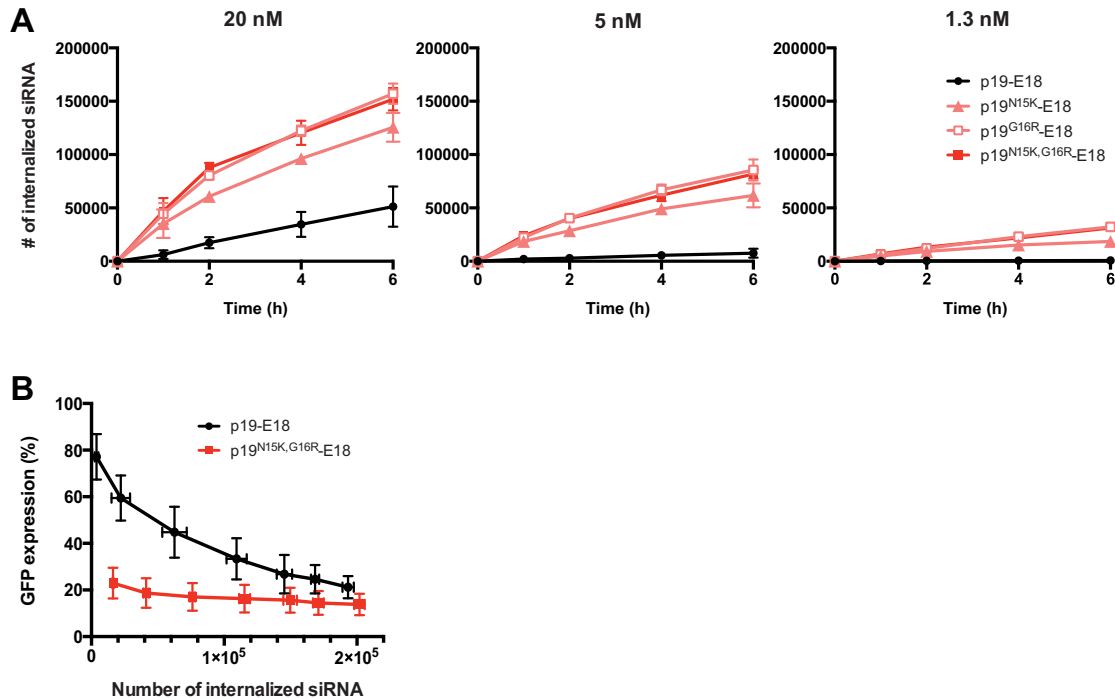 A
20 nM
5 nM
1.3 nM
# of internalized siRNA
200000
150000
100000
50000
0
0 2 4 6
Time (h)
200000
150000
100000
50000
0
0 2 4 6
Time (h)
200000
150000
100000
50000
0
0 2 4 6
Time (h)
p19-E18
p19N15K-E18
p19G16R-E18
p19N15K,G16R-E18
B
GFP expression (%)
100
80
60
40
20
0
0 1×10⁵ 2×10⁵
Number of internalized siRNA
p19-E18
p19N15K,G16R-E18